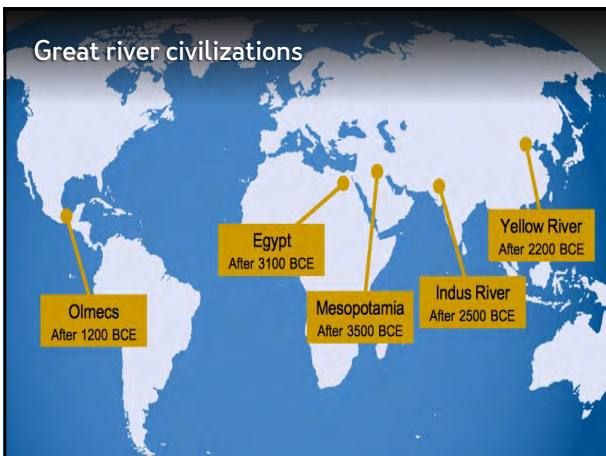 Great river civilizations
Egypt
After 3100 BCE
Yellow River
After 2200 BCE
Olmecs
After 1200 BCE
Mesopotamia
After 3500 BCE
Indus River
After 2500 BCE